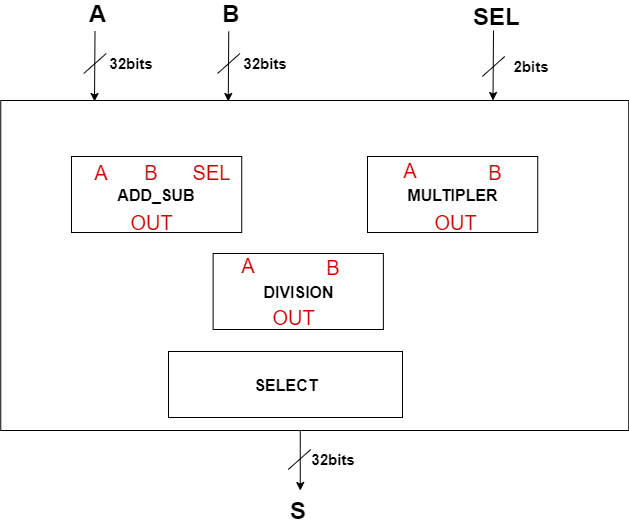 A B SEL
32bits 32bits 2bits
A B SEL
ADD_SUB
OUT
A B
MULTIPLER
OUT
A B
DIVISION
OUT
SELECT
32bits
S